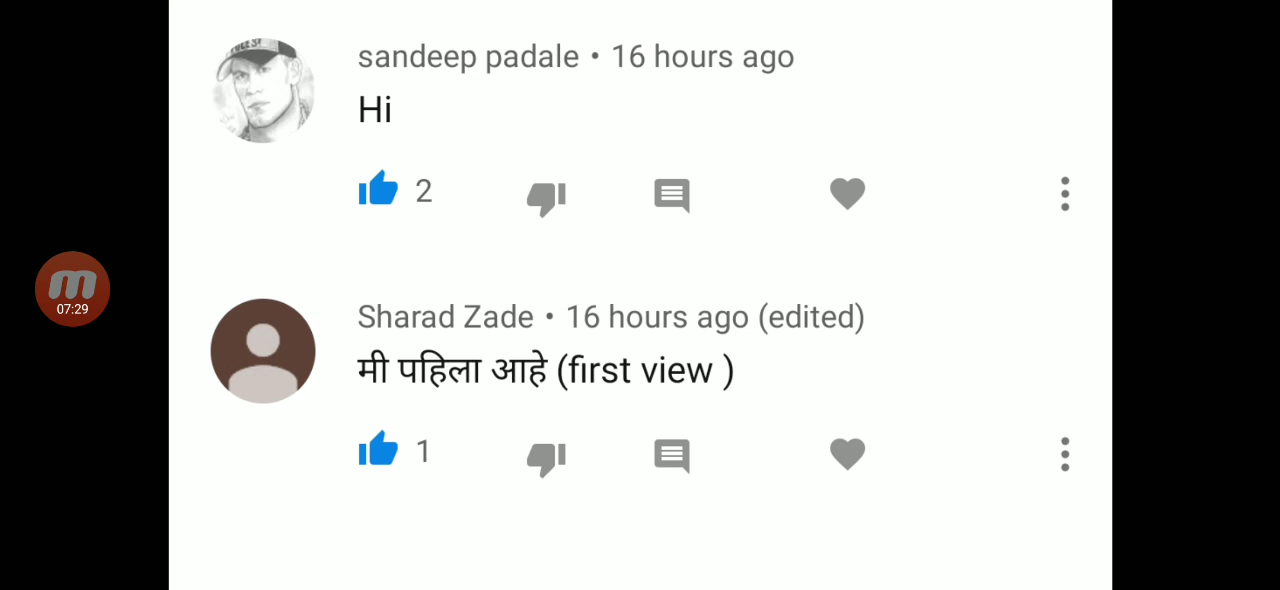 sandeep padale • 16 hours ago
Hi
2
m
07:29
Sharad Zade • 16 hours ago (edited)
मी पहिला आहे (first view )
1